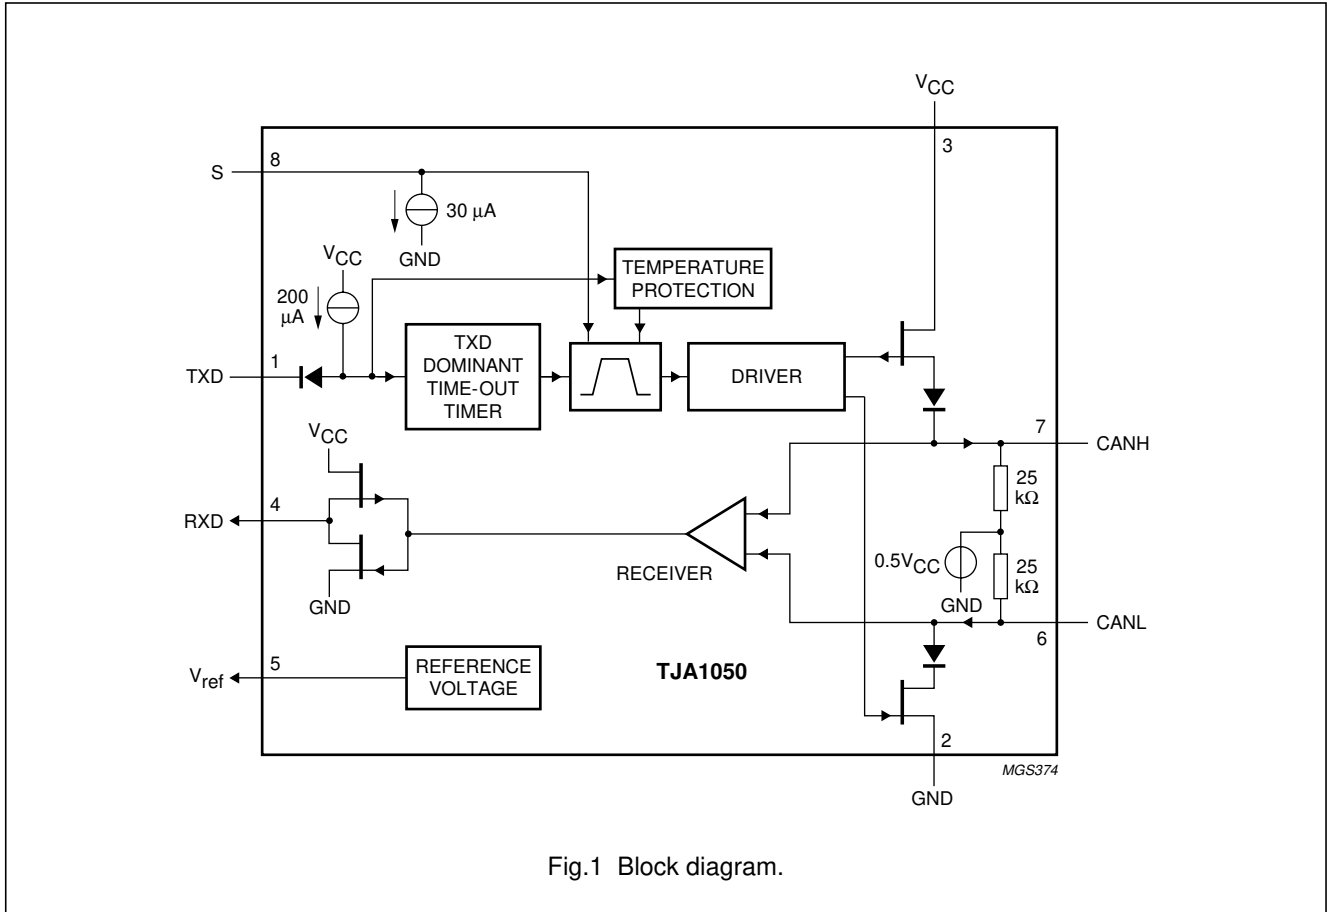 VCC
3
S
8
30 μA
GND
VCC
200
μA
TEMPERATURE
PROTECTION
TXD
1
TXD
DOMINANT
TIME-OUT
TIMER
DRIVER
7
CANH
VCC
25
kΩ
4
RXD
RECEIVER
0.5VCC
25
kΩ
GND
GND
CANL
6
5
Vref
REFERENCE
VOLTAGE
TJA1050
2
MGS374
GND
Fig.1 Block diagram.